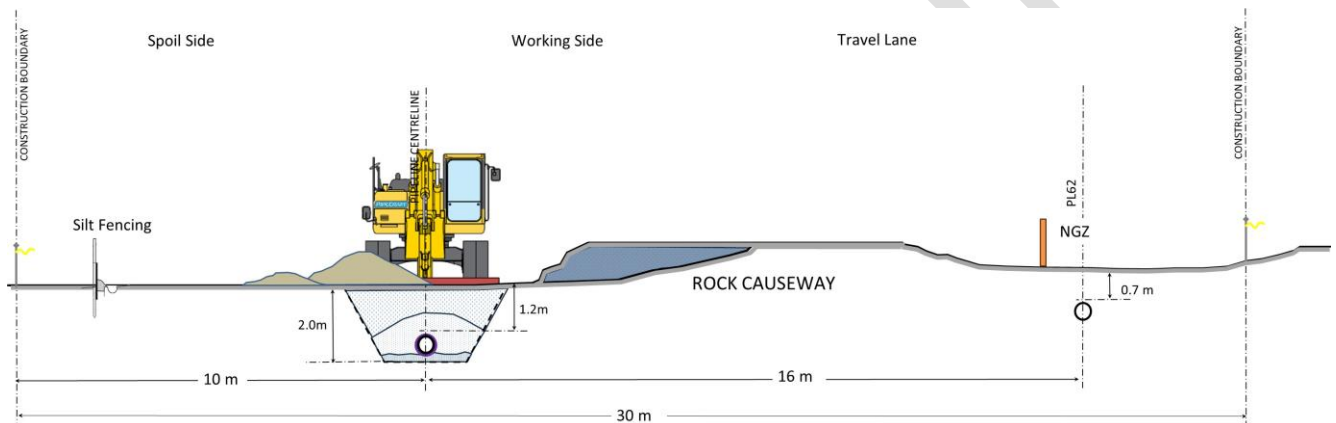 Spoil Side
Working Side
Travel Lane
CONSTRUCTION BOUNDARY
PIPELINE CENTRELINE
CONSTRUCTION BOUNDARY
PL62
Silt Fencing
NGZ
ROCK CAUSEWAY
0.7 m
1.2m
2.0m
10 m
16 m
30 m